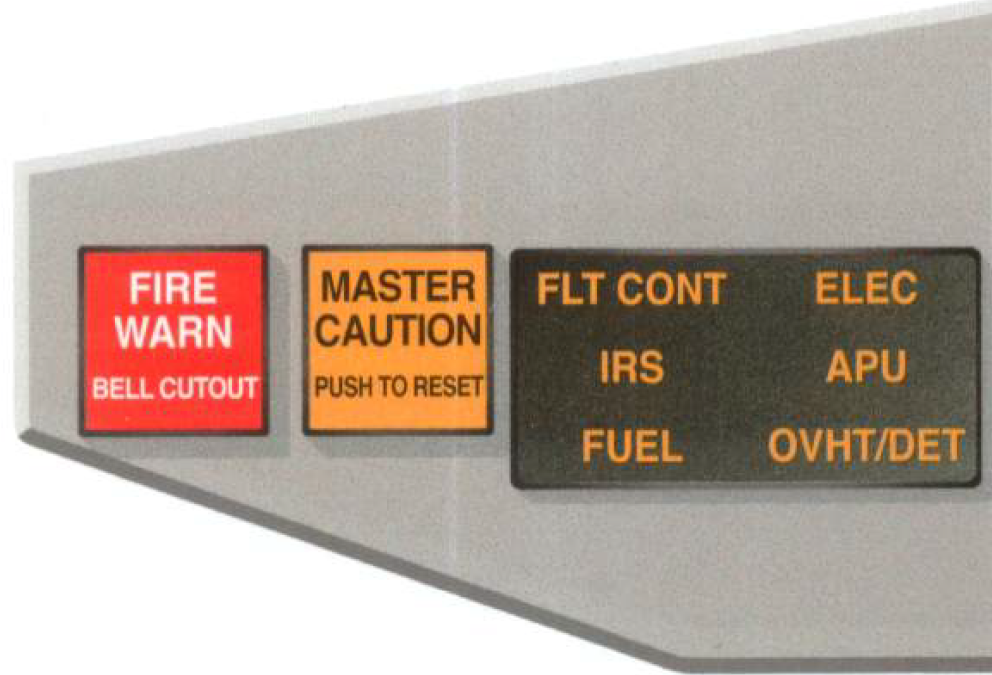 FIRE
WARN
BELL CUTOUT
MASTER
CAUTION
PUSH TO RESET
FLT CONT ELEC
IRS APU
FUEL OVHT/DET